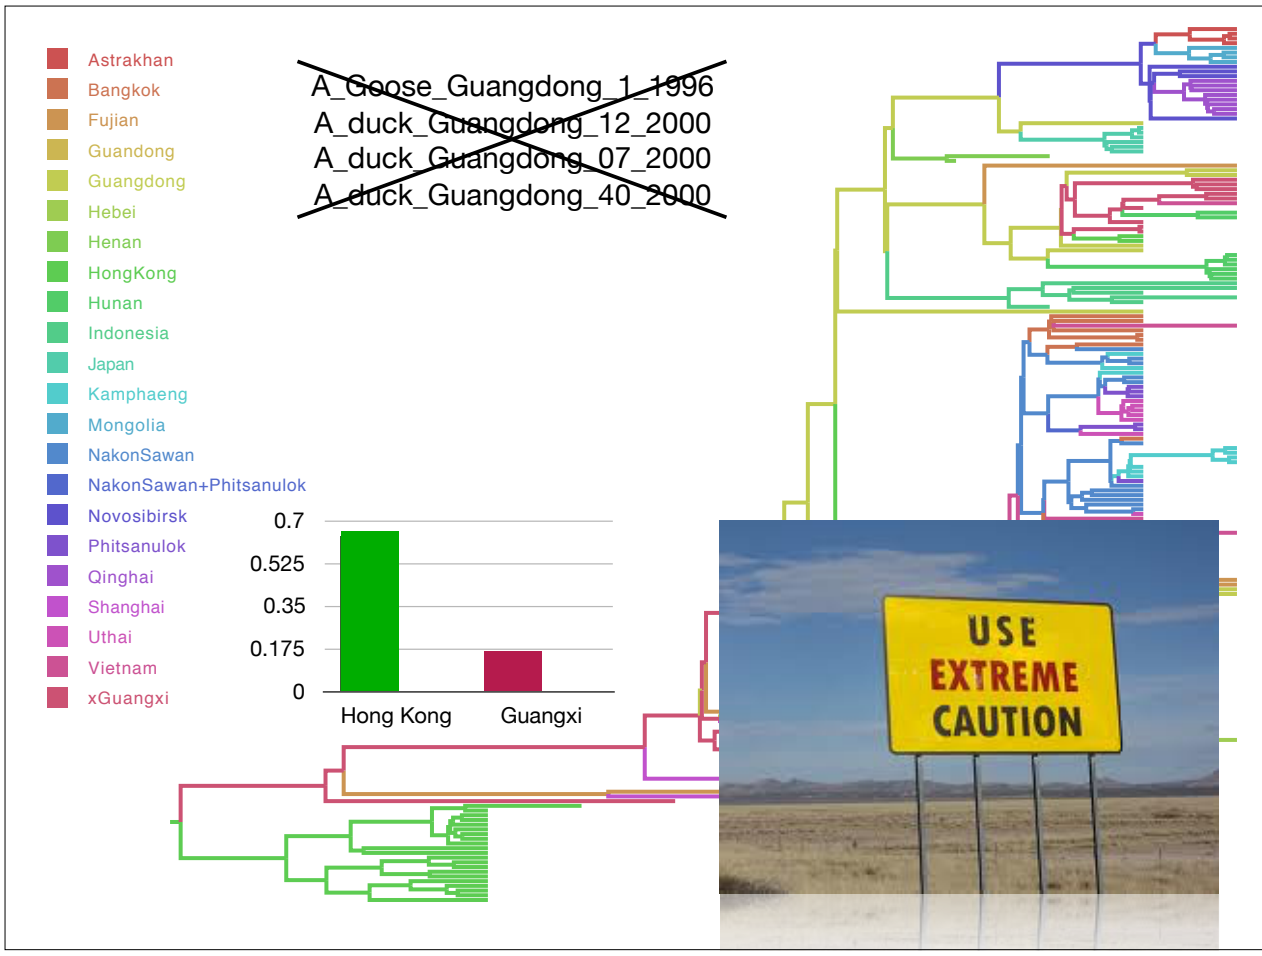 Astrakhan
Bangkok
Fujian
Guandong
Guangdong
Hebei
Henan
HongKong
Hunan
Indonesia
Japan
Kamphaeng
Mongolia
NakonSawan
NakonSawan+Phitsanulok
Novosibirsk
Phitsanulok
Qinghai
Shanghai
Uthai
Vietnam
xGuangxi
A_Goose_Guangdong_1_1996
A_duck_Guangdong_12_2000
A_duck_Guangdong_07_2000
A_duck_Guangdong_40_2000
0.7
0.525
0.35
0.175
0
Hong Kong
Guangxi
USE
EXTREME
CAUTION